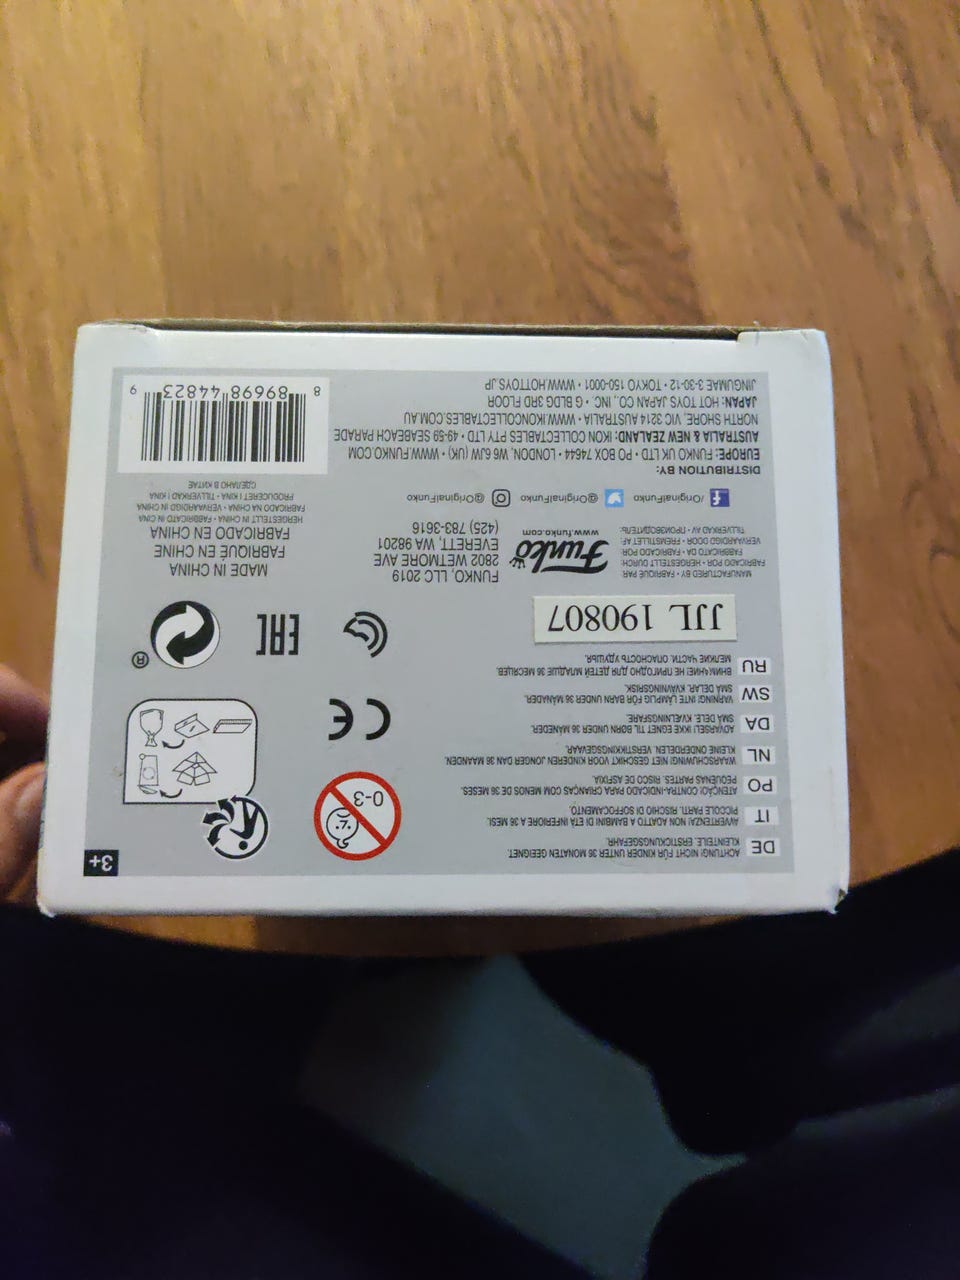 DE
ACHTUNG! NICHT FÜR KINDER UNTER 36 MONATEN GEEIGNET.
KLEINTEILE. ERSTICKUNGSGEFAHR.
IT
AVVERTENZA! NON ADATTO A BAMBINI DI ETÀ INFERIORE A 36 MESI.
PICCOLE PARTI. RISCHIO DI SOFFOCAMENTO.
PO
ATENÇÃO! CONTRA-INDICADO PARA CRIANÇAS COM MENOS DE 36 MESES.
PEQUENAS PARTES. RISCO DE ASFIXIA.
NL
WAARSCHUWING! NIET GESCHIKT VOOR KINDEREN JONGER DAN 36 MAANDEN.
KLEINE ONDERDELEN. VERSTIKKINGSGEVAAR.
DA
ADVARSEL! IKKE EGNET TIL BØRN UNDER 36 MÅNEDER.
SMÅ DELE. KVÆLNINGSFARE.
SW
VARNING! INTE LÄMPLIG FÖR BARN UNDER 36 MÅNADER.
SMÅ DELAR. KVÄVNINGSRISK.
RU
ВНИМАНИЕ! НЕ ПРИГОДНО ДЛЯ ДЕТЕЙ МЛАДШЕ 36 МЕСЯЦЕВ.
МЕЛКИЕ ЧАСТИ. ОПАСНОСТЬ УДУШЬЯ.
0-3
3+
CE
EAC
®
JJL 190807
MANUFACTURED BY • FABRIQUÉ PAR
FABRICADO POR • HERGESTELLT DURCH:
FABBRICATO DA • FABRICADO POR:
VERVAARDIGD DOOR • FREMSTILLET AF:
TILLVERKAD AV • ПРОИЗВОДИТЕЛЬ:
Funko
www.funko.com
FUNKO, LLC 2019
2802 WETMORE AVE
EVERETT, WA 98201
(425) 783-3616
MADE IN CHINA
FABRIQUÉ EN CHINE
FABRICADO EN CHINA
HERGESTELLT IN CHINA • FABBRICATO IN CINA
FABRICADO NA CHINA • VERVAARDIGD IN CHINA
PRODUCERET I KINA • TILLVERKAD I KINA
СДЕЛАНО В КИТАЕ
f /OriginalFunko @OriginalFunko @OriginalFunko
DISTRIBUTION BY:
EUROPE: FUNKO UK LTD • PO BOX 74644 • LONDON, W6 6JW (UK) • WWW.FUNKO.COM
AUSTRALIA & NEW ZEALAND: IKON COLLECTABLES PTY LTD • 49-59 SEABEACH PARADE
NORTH SHORE, VIC 3214 AUSTRALIA • WWW.IKONCOLLECTABLES.COM.AU
JAPAN: HOT TOYS JAPAN CO., INC. • G BLDG 3RD FLOOR
JINGUMAE 3-30-12 • TOKYO 150-0001 • WWW.HOTTOYS.JP
8 89698 44823 9